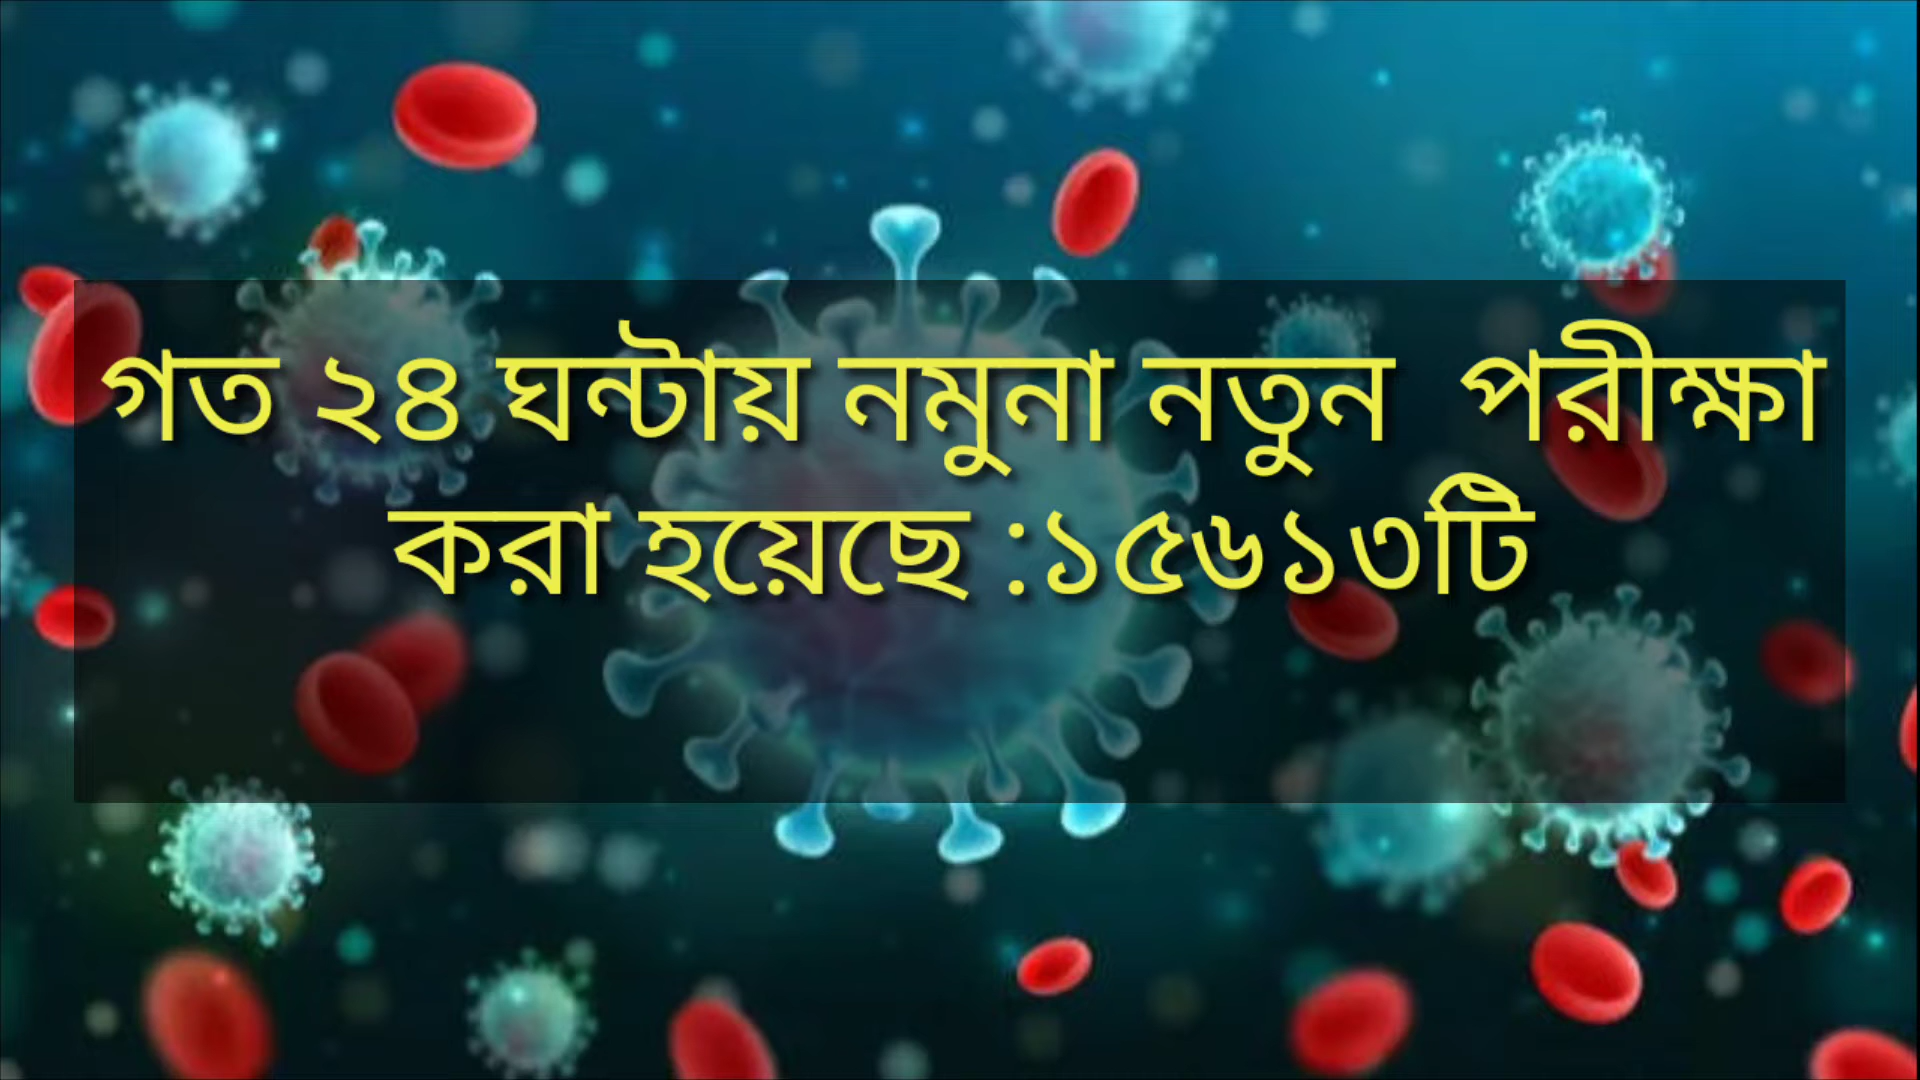 গত ২৪ ঘন্টায় নমুনা নতুন  পরীক্ষা
করা হয়েছে :১৫৬১৩টি